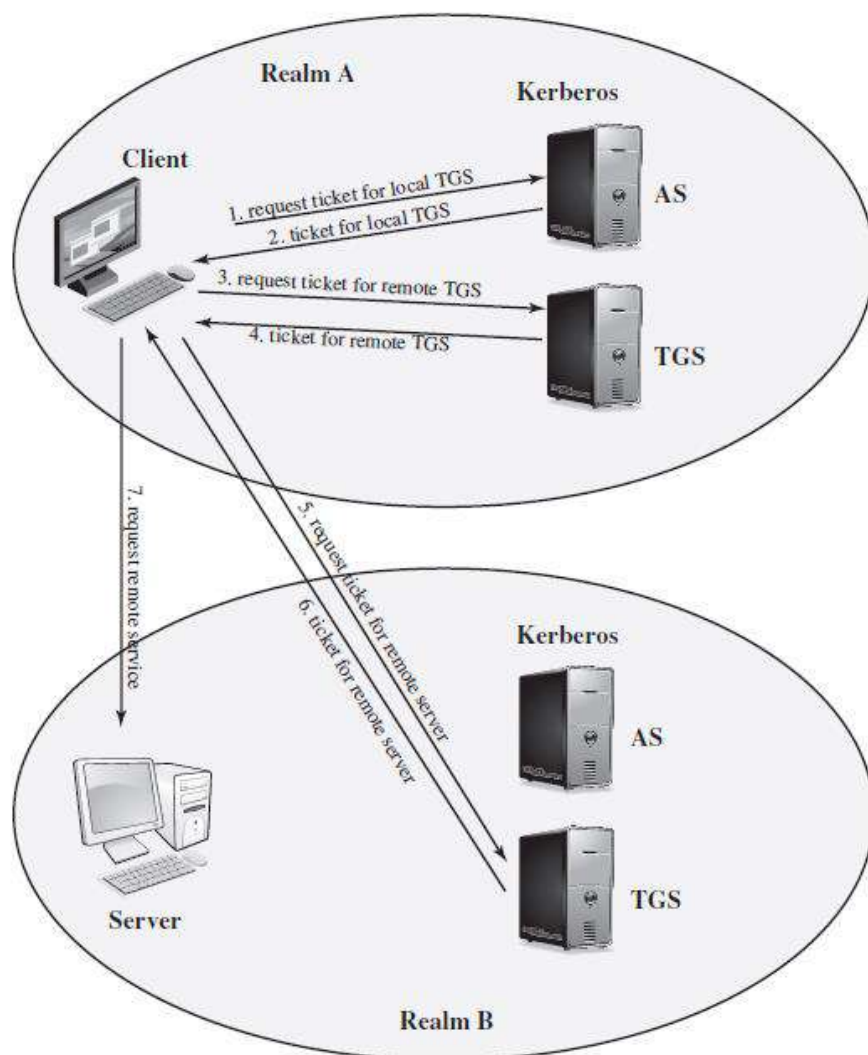 Realm A
Kerberos
Client
AS
1. request ticket for local TGS
2. ticket for local TGS
3. request ticket for remote TGS
4. ticket for remote TGS
TGS
7. request remote service
5. request ticket for remote server
6. ticket for remote server
Kerberos
AS
TGS
Server
Realm B